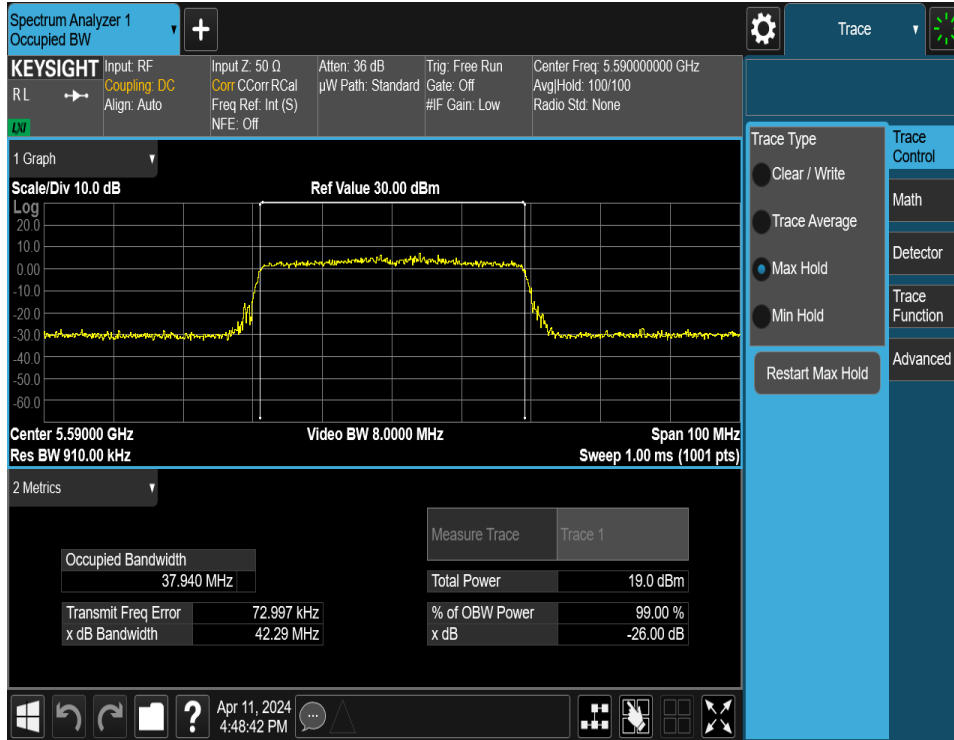 Spectrum Analyzer 1
Occupied BW
+
Trace
KEYSIGHT
RL
LXI
Input: RF
Coupling: DC
Align: Auto
Input Z: 50 Ω
Corr CCorr RCal
Freq Ref: Int (S)
NFE: Off
Atten: 36 dB
µW Path: Standard
Trig: Free Run
Gate: Off
#IF Gain: Low
Center Freq: 5.590000000 GHz
Avg|Hold: 100/100
Radio Std: None
1 Graph
Scale/Div 10.0 dB
Ref Value 30.00 dBm
Log
20.0
10.0
0.00
-10.0
-20.0
-30.0
-40.0
-50.0
-60.0
Center 5.59000 GHz
Video BW 8.0000 MHz
Span 100 MHz
Res BW 910.00 kHz
Sweep 1.00 ms (1001 pts)
2 Metrics
Measure Trace
Trace 1
Occupied Bandwidth
37.940 MHz
Total Power
19.0 dBm
Transmit Freq Error
72.997 kHz
% of OBW Power
99.00 %
x dB Bandwidth
42.29 MHz
x dB
-26.00 dB
Trace Type
Clear / Write
Trace Average
Max Hold
Min Hold
Restart Max Hold
Trace
Control
Math
Detector
Trace
Function
Advanced
?
Apr 11, 2024
4:48:42 PM